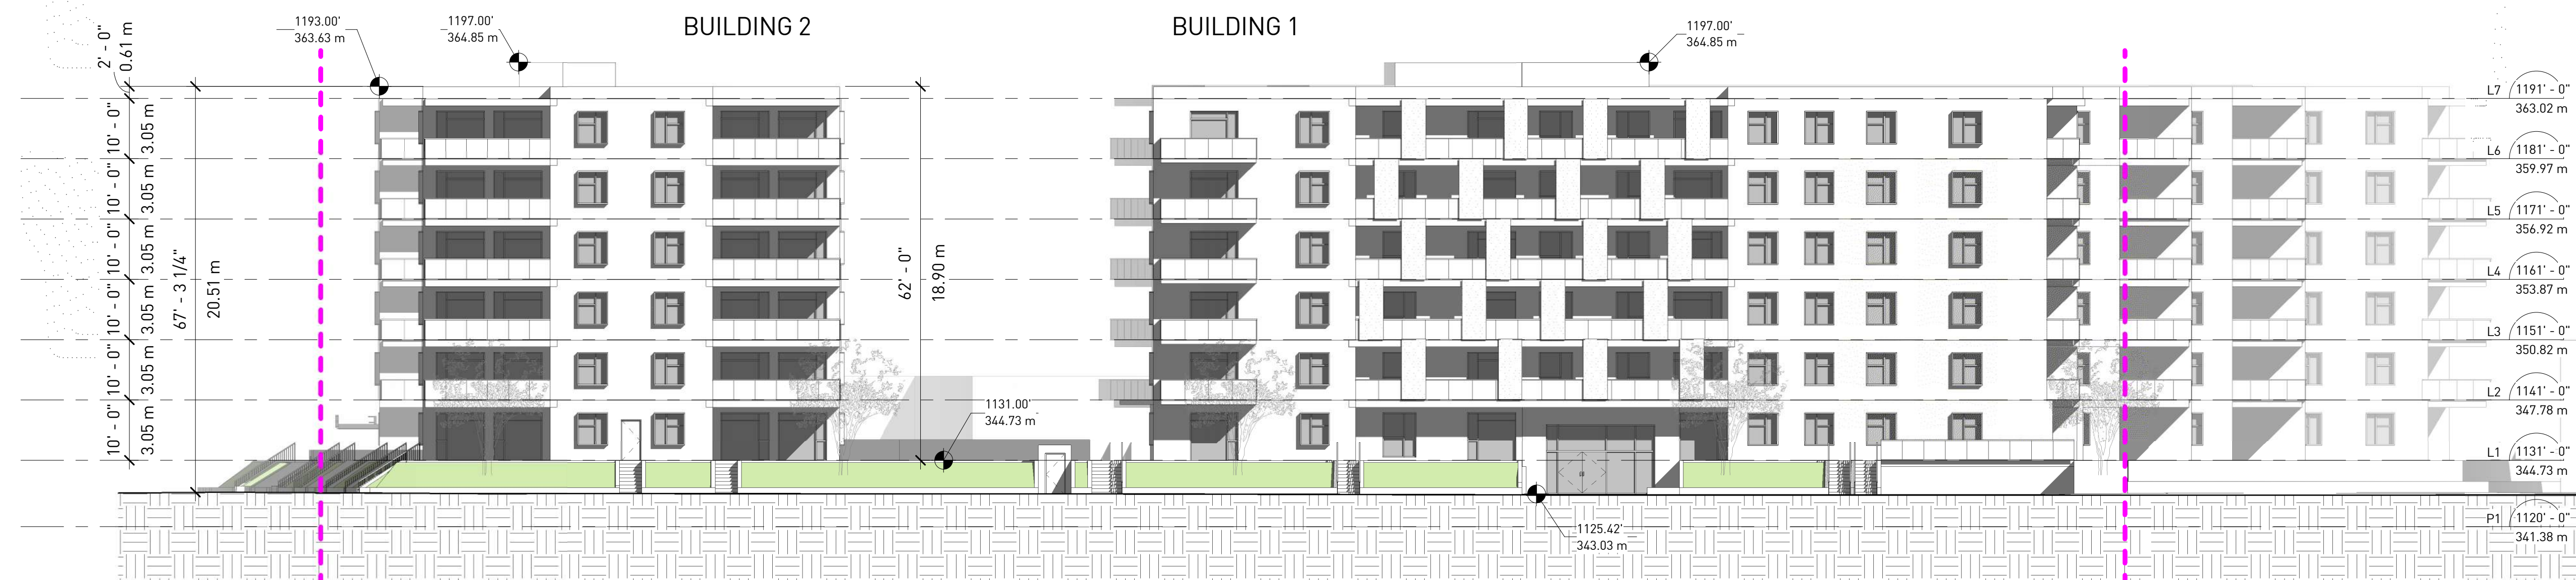 BUILDING 2
BUILDING 1
1193.00'
363.63 m
1197.00'
364.85 m
1197.00'
364.85 m
2' - 0"
0.61 m
10' - 0"
3.05 m
10' - 0"
3.05 m
10' - 0"
3.05 m
10' - 0"
3.05 m
10' - 0"
3.05 m
10' - 0"
3.05 m
67' - 3 1/4"
20.51 m
62' - 0"
18.90 m
1131.00'
344.73 m
1125.42'
343.03 m
L7 1191' - 0"
363.02 m
L6 1181' - 0"
359.97 m
L5 1171' - 0"
356.92 m
L4 1161' - 0"
353.87 m
L3 1151' - 0"
350.82 m
L2 1141' - 0"
347.78 m
L1 1131' - 0"
344.73 m
P1 1120' - 0"
341.38 m